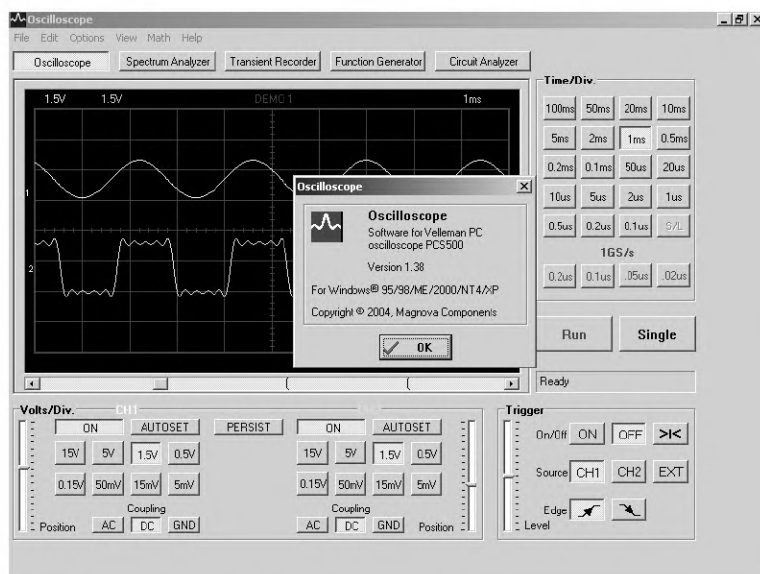 Oscilloscope
File Edit Options View Math Help
Oscilloscope Spectrum Analyzer Transient Recorder Function Generator Circuit Analyzer
1.5V 1.5V DEMO 1 1ms
1
2
Oscilloscope
Oscilloscope
Software for Velleman PC
oscilloscope PCS500
Version 1.38
For Windows® 95/98/ME/2000/NT4/XP
Copyright © 2004, Magnova Components
OK
Time/Div.
100ms 50ms 20ms 10ms
5ms 2ms 1ms 0.5ms
0.2ms 0.1ms 50us 20us
10us 5us 2us 1us
0.5us 0.2us 0.1us S/L
1GS/s
0.2us 0.1us .05us .02us
Run Single
Ready
Volts/Div. CH1
ON AUTOSET PERSIST ON AUTOSET
15V 5V 1.5V 0.5V 15V 5V 1.5V 0.5V
0.15V 50mV 15mV 5mV 0.15V 50mV 15mV 5mV
Coupling Coupling
Position AC DC GND AC DC GND Position
Trigger
On/Off ON OFF >I<
Source CH1 CH2 EXT
Edge
Level